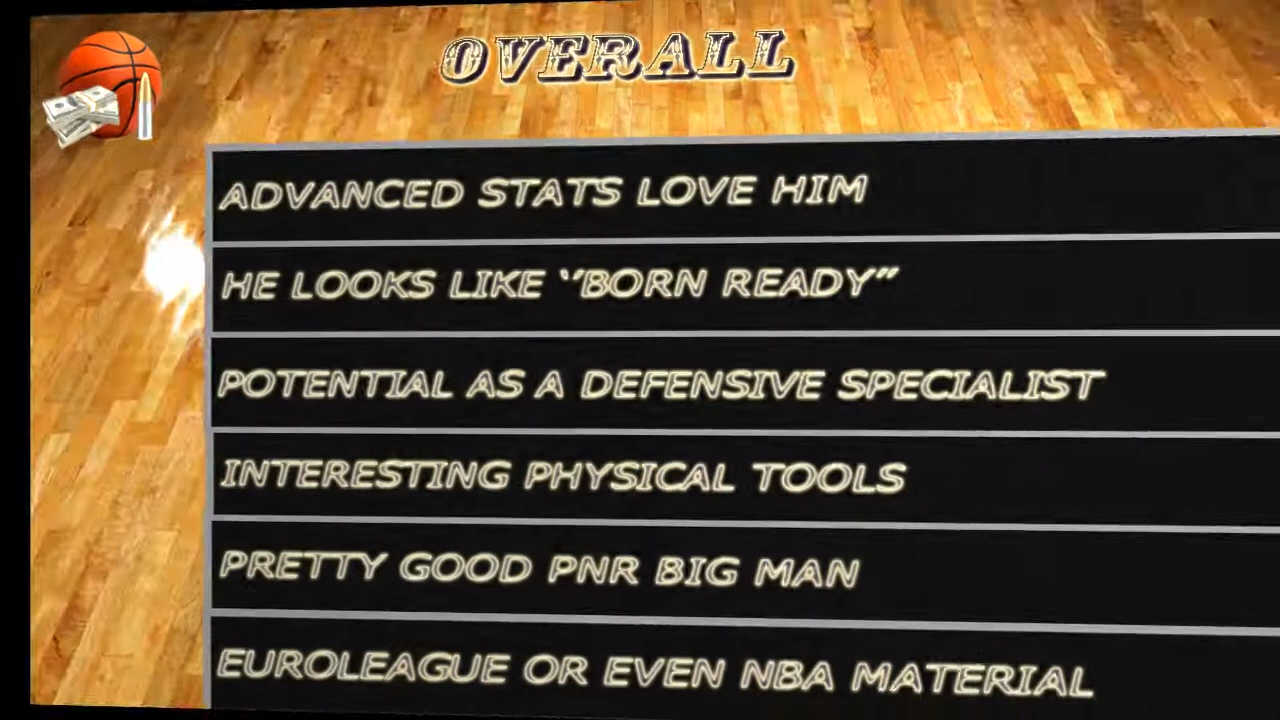 OVERALL
ADVANCED STATS LOVE HIM
HE LOOKS LIKE “BORN READY”
POTENTIAL AS A DEFENSIVE SPECIALIST
INTERESTING PHYSICAL TOOLS
PRETTY GOOD PNR BIG MAN
EUROLEAGUE OR EVEN NBA MATERIAL